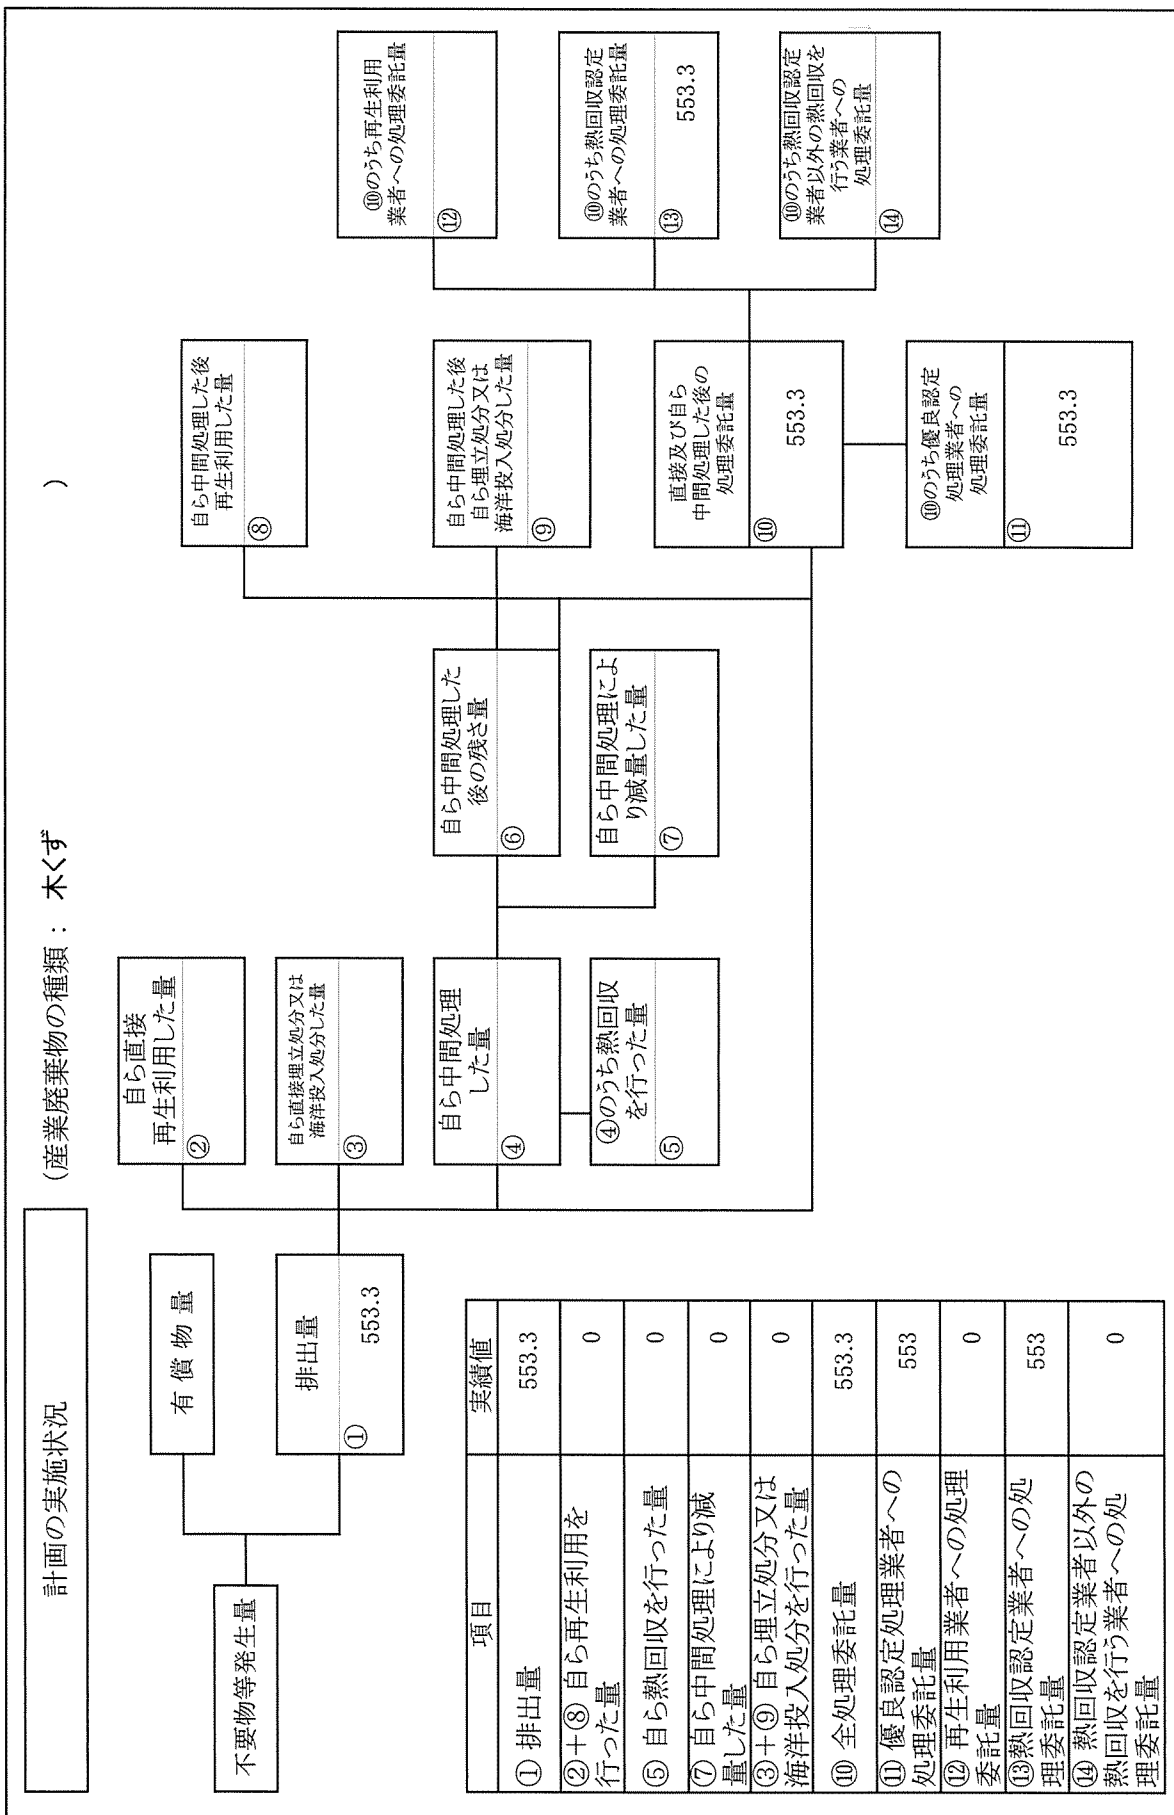 計画の実施状況
（産業廃棄物の種類： 木くず ）
不要物等発生量
有 償 物 量
排出量
①
553.3
自ら直接
再生利用した量
②
自ら直接埋立処分又は
海洋投入処分した量
③
自ら中間処理
した量
④
④のうち熱回収
を行った量
⑤
自ら中間処理した
後の残さ量
⑥
自ら中間処理によ
り減量した量
⑦
自ら中間処理した後
再生利用した量
⑧
自ら中間処理した後
自ら埋立処分又は
海洋投入処分した量
⑨
直接及び自ら
中間処理した後の
処理委託量
⑩
553.3
⑩のうち優良認定
処理業者への
処理委託量
⑪
553.3
⑩のうち再生利用
業者への処理委託量
⑫
⑩のうち熱回収認定
業者への処理委託量
⑬
553.3
⑩のうち熱回収認定
業者以外の熱回収を
行う業者への
処理委託量
⑭
項目 実績値
① 排出量 553.3
②＋⑧ 自ら再生利用を
行った量 0
⑤ 自ら熱回収を行った量 0
⑦ 自ら中間処理により減
量した量 0
③＋⑨ 自ら埋立処分又は
海洋投入処分を行った量 0
⑩ 全処理委託量 553.3
⑪ 優良認定処理業者への
処理委託量 553
⑫ 再生利用業者への処理
委託量 0
⑬熱回収認定業者への処
理委託量 553
⑭ 熱回収認定業者以外の
熱回収を行う業者への処
理委託量 0